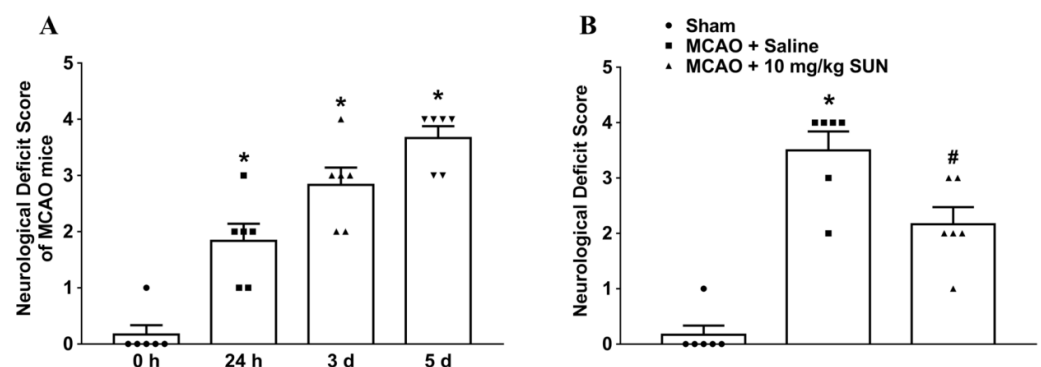 A
Neurological Deficit Score
of MCAO mice
5
4
3
2
1
0
*
*
*
0 h
24 h
3 d
5 d
B
Sham
MCAO + Saline
MCAO + 10 mg/kg SUN
Neurological Deficit Score
5
4
3
2
1
0
*
#